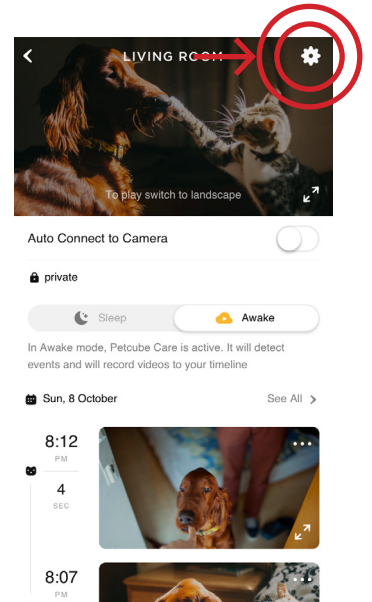 LIVING ROOM
To play switch to landscape
Auto Connect to Camera
private
Sleep
Awake
In Awake mode, Petcube Care is active. It will detect
events and will record videos to your timeline
Sun, 8 October
See All
8:12
PM
4
SEC
8:07
PM